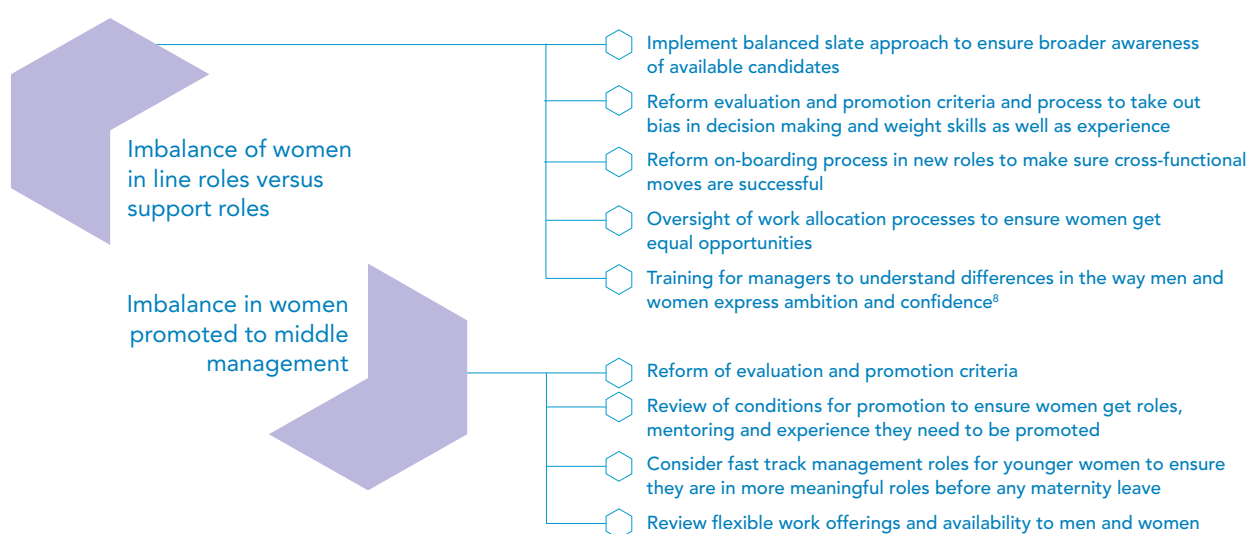 Imbalance of women
in line roles versus
support roles
Implement balanced slate approach to ensure broader awareness
of available candidates
Reform evaluation and promotion criteria and process to take out
bias in decision making and weight skills as well as experience
Reform on-boarding process in new roles to make sure cross-functional
moves are successful
Oversight of work allocation processes to ensure women get
equal opportunities
Training for managers to understand differences in the way men and
women express ambition and confidence⁸
Imbalance in women
promoted to middle
management
Reform of evaluation and promotion criteria
Review of conditions for promotion to ensure women get roles,
mentoring and experience they need to be promoted
Consider fast track management roles for younger women to ensure
they are in more meaningful roles before any maternity leave
Review flexible work offerings and availability to men and women